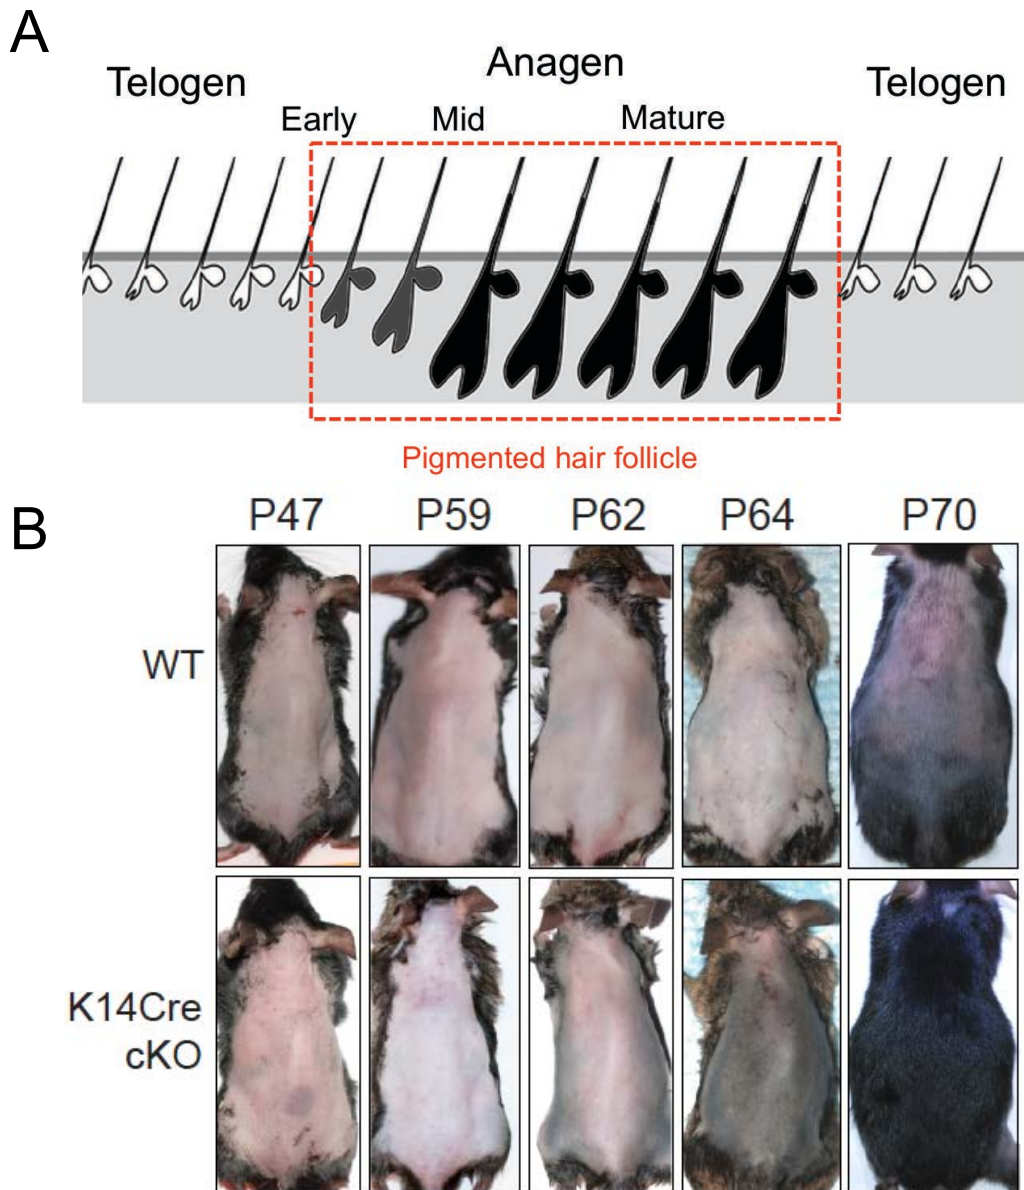 A
Telogen
Anagen
Telogen
Early
Mid
Mature
Pigmented hair follicle
B
P47
P59
P62
P64
P70
WT
K14Cre
cKO